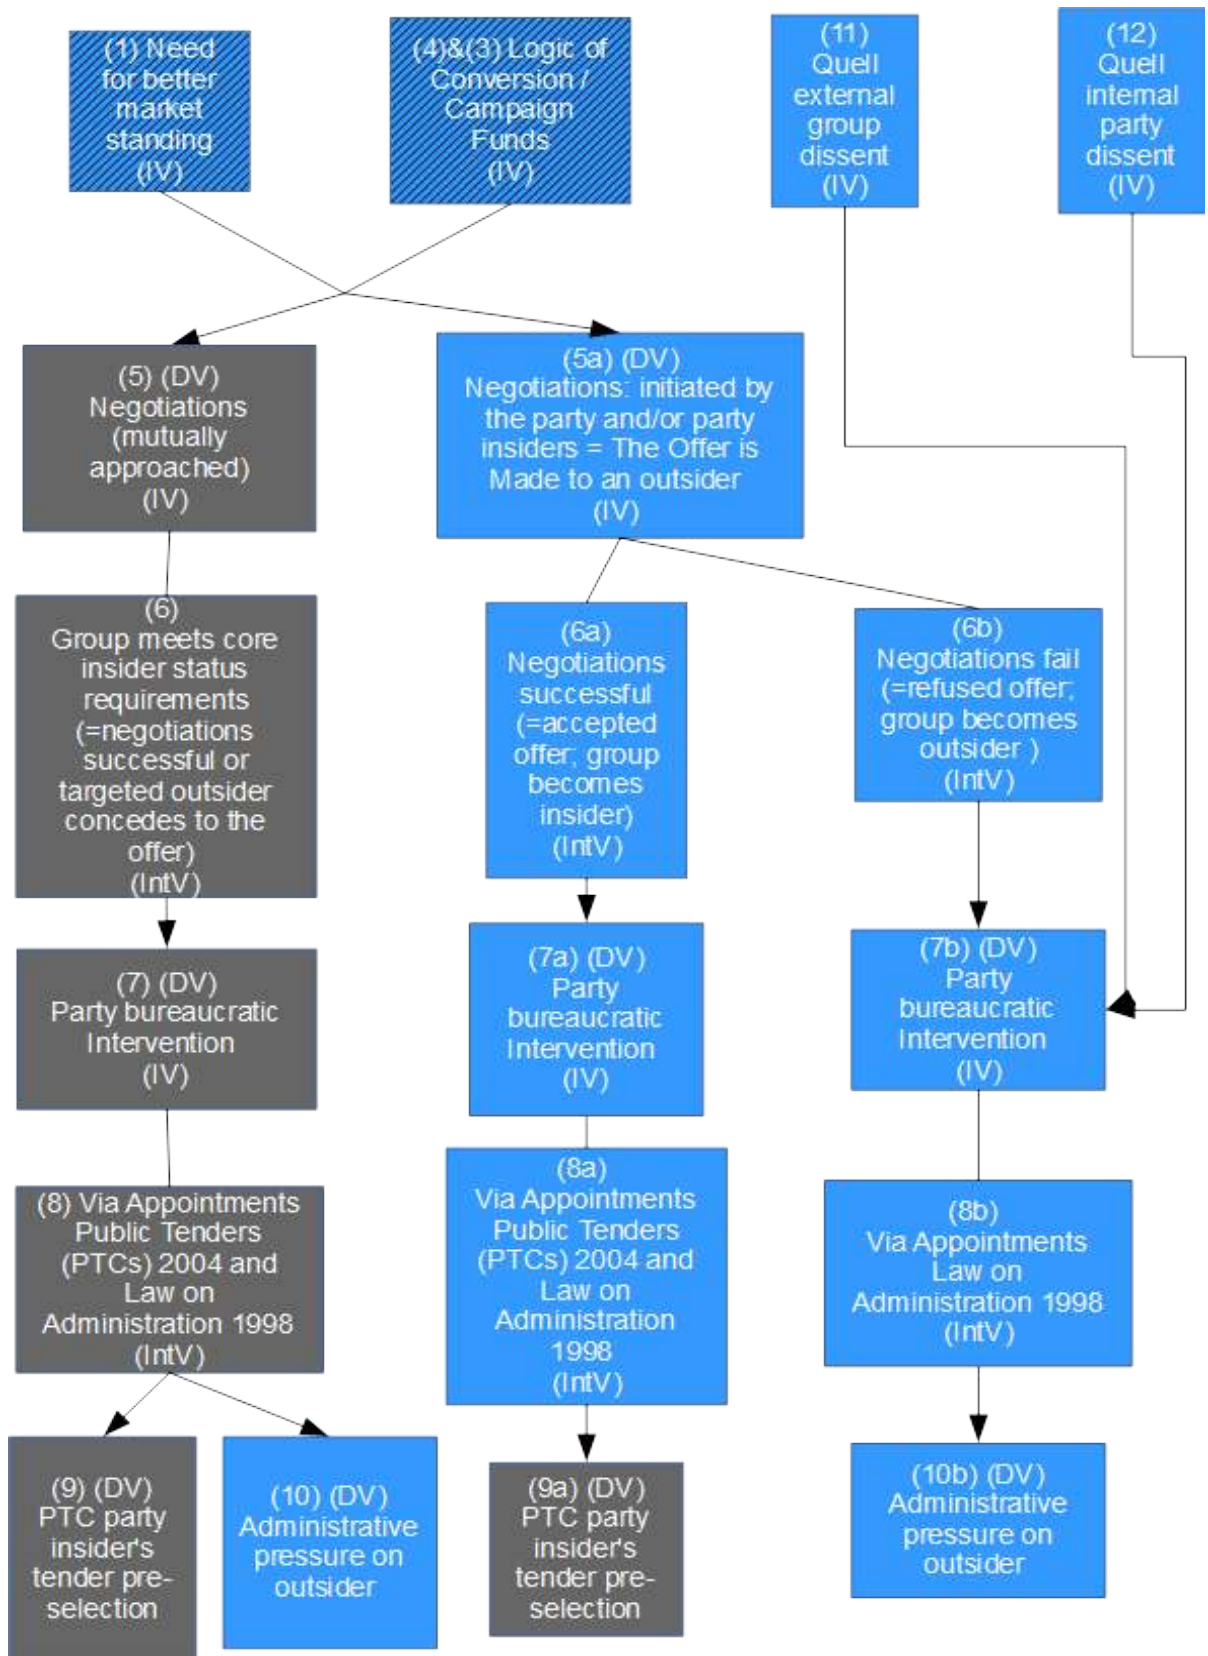 (1) Need
for better
market
standing
(IV)
(4)&(3) Logic of
Conversion /
Campaign
Funds
(IV)
(11)
Quell
external
group
dissent
(IV)
(12)
Quell
internal
party
dissent
(IV)
(5) (DV)
Negotiations
(mutually
approached)
(IV)
(5a) (DV)
Negotiations: initiated by
the party and/or party
insiders = The Offer is
Made to an outsider
(IV)
(6)
Group meets core
insider status
requirements
(=negotiations
successful or
targeted outsider
concedes to the
offer)
(IntV)
(6a)
Negotiations
successful
(=accepted
offer; group
becomes
insider)
(IntV)
(6b)
Negotiations fail
(=refused offer;
group becomes
outsider )
(IntV)
(7) (DV)
Party bureaucratic
Intervention
(IV)
(7a) (DV)
Party
bureaucratic
Intervention
(IV)
(7b) (DV)
Party
bureaucratic
Intervention
(IV)
(8) Via Appointments
Public Tenders
(PTCs) 2004 and
Law on
Administration 1998
(IntV)
(8a)
Via Appointments
Public Tenders
(PTCs) 2004 and
Law on
Administration
1998
(IntV)
(8b)
Via Appointments
Law on
Administration 1998
(IntV)
(9) (DV)
PTC party
insider's
tender pre-
selection
(10) (DV)
Administrative
pressure on
outsider
(9a) (DV)
PTC party
insider's
tender pre-
selection
(10b) (DV)
Administrative
pressure on
outsider